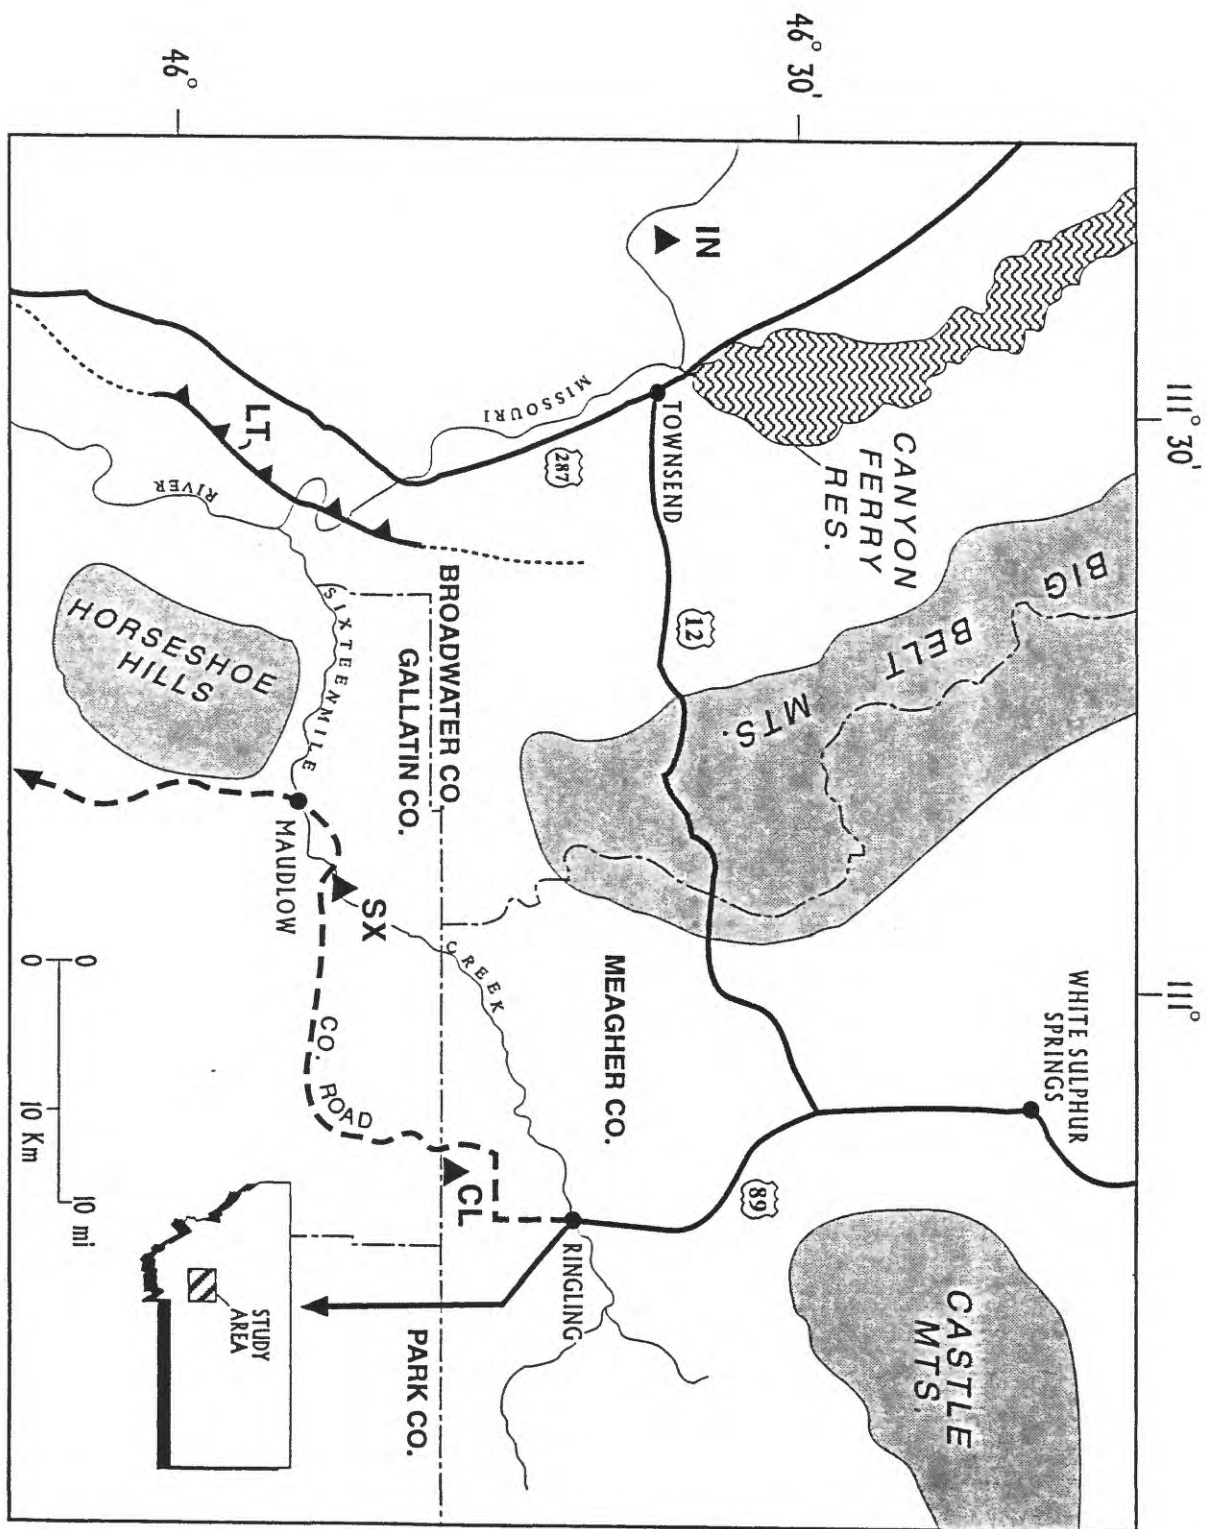 111° 30'
111°
46° 30'
46°
WHITE SULPHUR
SPRINGS
CANYON
FERRY
RES.
BIG
BELT
MTS.
CASTLE
MTS.
IN
TOWNSEND
12
89
287
MISSOURI
RIVER
MEAGHER CO.
RINGLING
BROADWATER CO
GALLATIN CO.
PARK CO.
CREEK
CL
SX
LT,
SIXTEENMILE
MAUDLOW
CO. ROAD
HORSESHOE
HILLS
STUDY
AREA
0 10 mi
0 10 Km